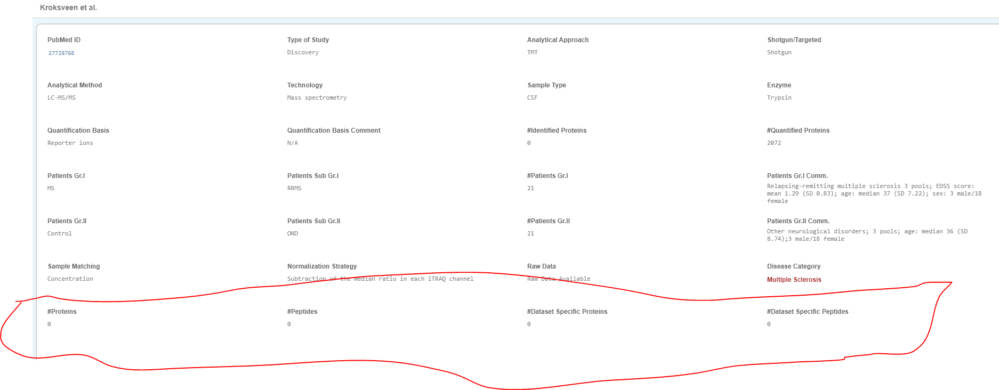 Kroksveen et al.
PubMed ID Type of Study Analytical Approach Shotgun/Targeted
27728768 Discovery TMT Shotgun
Analytical Method Technology Sample Type Enzyme
LC-MS/MS Mass spectrometry CSF Trypsin
Quantification Basis Quantification Basis Comment #Identified Proteins #Quantified Proteins
Reporter ions N/A 0 2072
Patients Gr.I Patients Sub Gr.I #Patients Gr.I Patients Gr.I Comm.
MS RRMS 21 Relapsing-remitting multiple sclerosis 3 pools; EDSS score:
mean 1.29 (SD 0.83); age: median 37 (SD 7.22); sex: 3 male/18
female
Patients Gr.II Patients Sub Gr.II #Patients Gr.II Patients Gr.II Comm.
Control OND 21 Other neurological disorders; 3 pools; age: median 36 (SD
8.74);3 male/18 female
Sample Matching Normalization Strategy Raw Data Disease Category
Concentration Subtraction of the median ratio in each iTRAQ channel Raw Data Available Multiple Sclerosis
#Proteins #Peptides #Dataset Specific Proteins #Dataset Specific Peptides
0 0 0 0